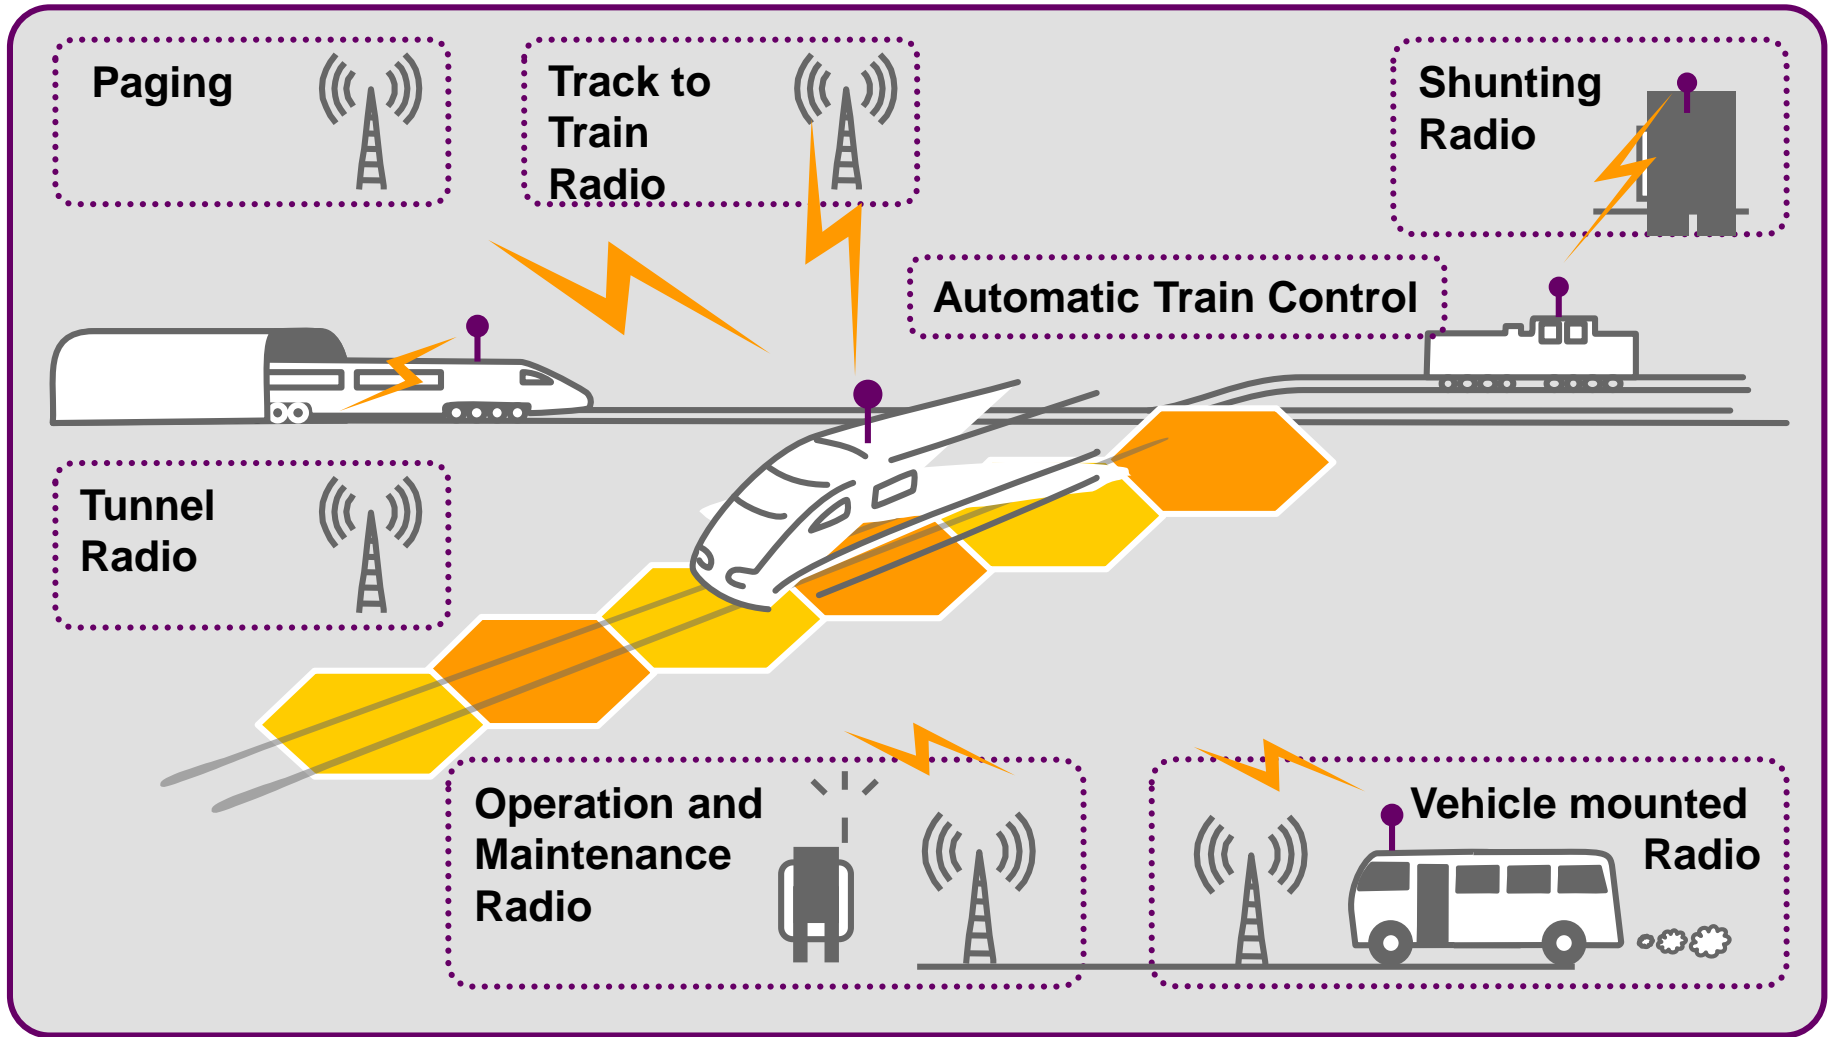 Paging
Track to
Train
Radio
Shunting
Radio
Automatic Train Control
Tunnel
Radio
Operation and
Maintenance
Radio
Vehicle mounted
Radio